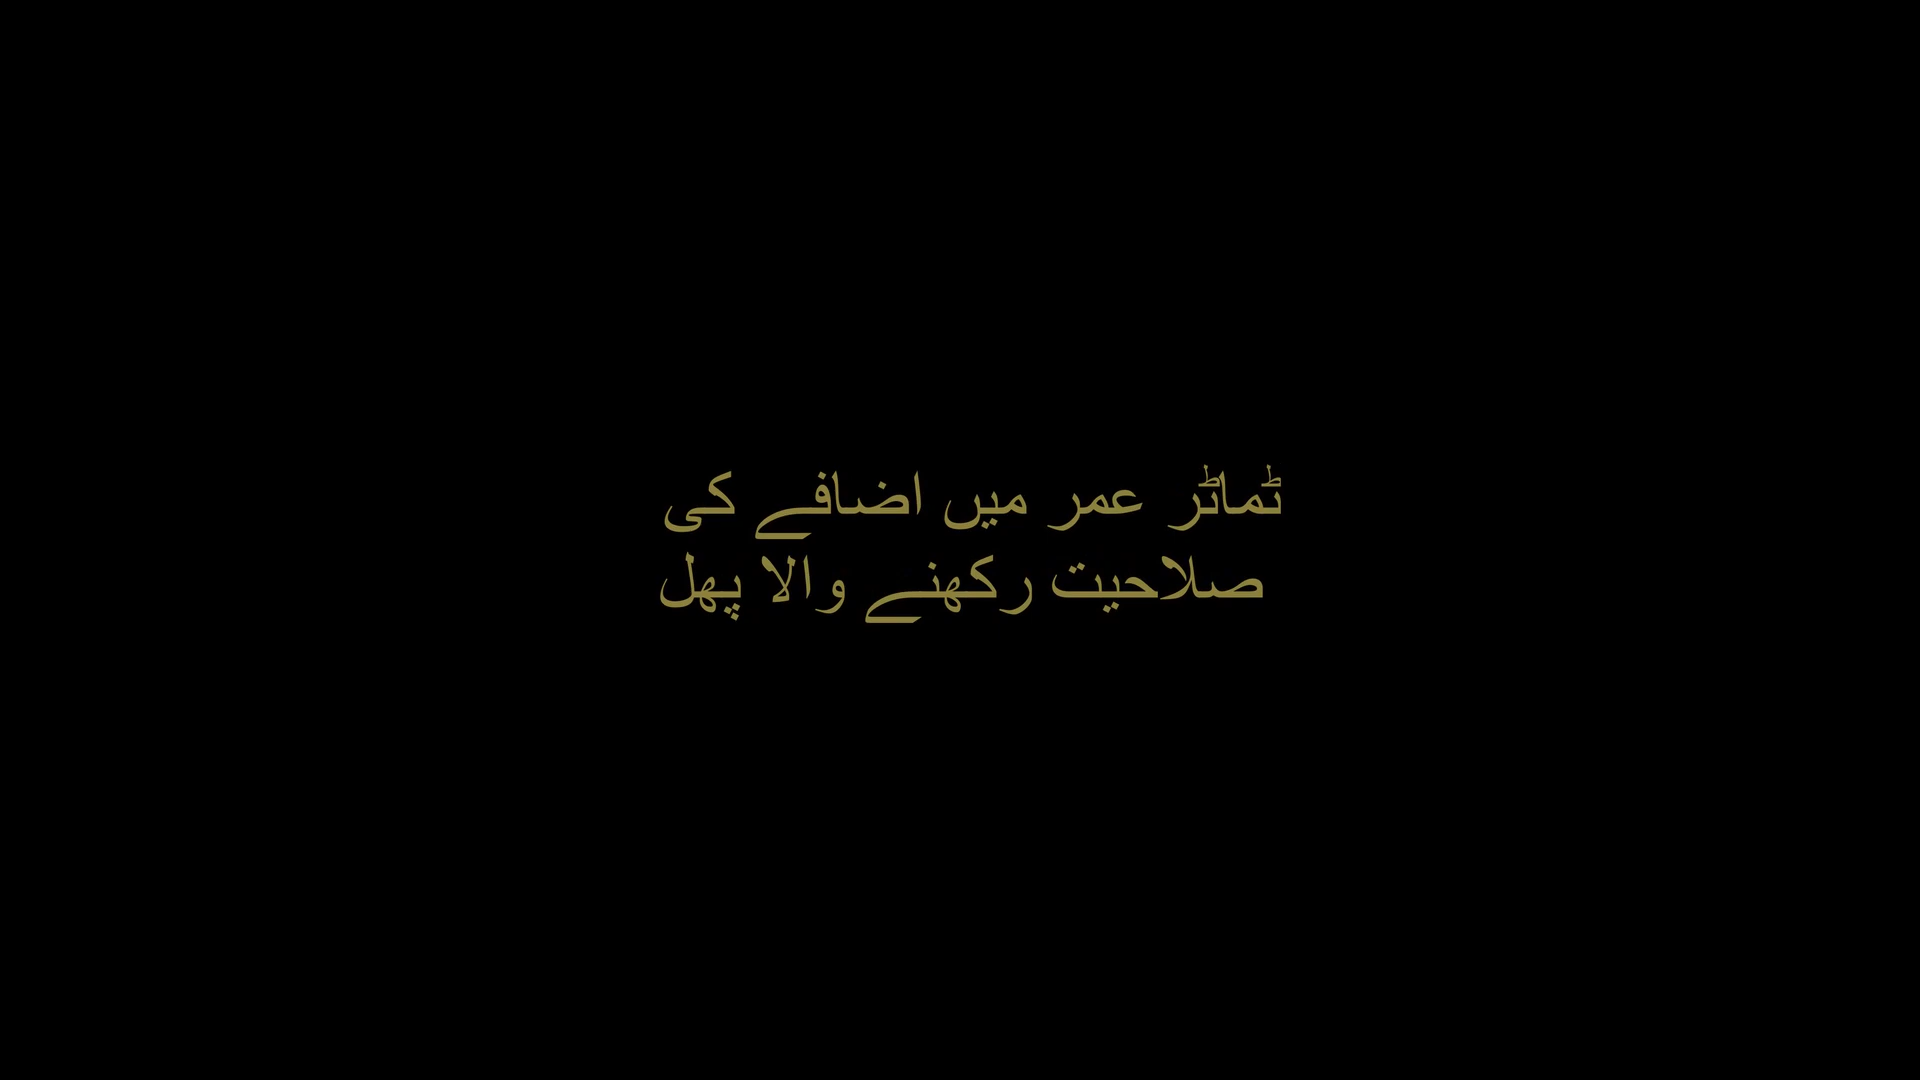 ٹماٹر عمر میں اضافے کی
صلاحیت رکھنے والا پھل